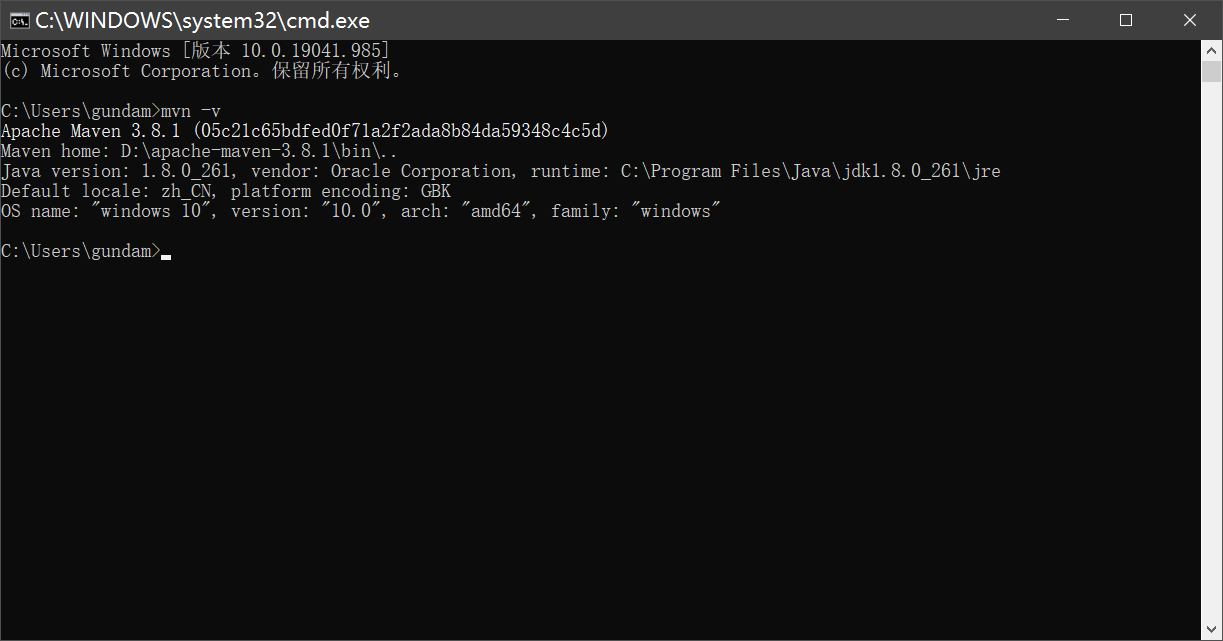 C:\WINDOWS\system32\cmd.exe
Microsoft Windows [版本 10.0.19041.985]
(c) Microsoft Corporation。保留所有权利。
C:\Users\gundam>mvn -v
Apache Maven 3.8.1 (05c21c65bdfed0f71a2f2ada8b84da59348c4c5d)
Maven home: D:\apache-maven-3.8.1\bin\..
Java version: 1.8.0_261, vendor: Oracle Corporation, runtime: C:\Program Files\Java\jdk1.8.0_261\jre
Default locale: zh_CN, platform encoding: GBK
OS name: "windows 10", version: "10.0", arch: "amd64", family: "windows"
C:\Users\gundam>